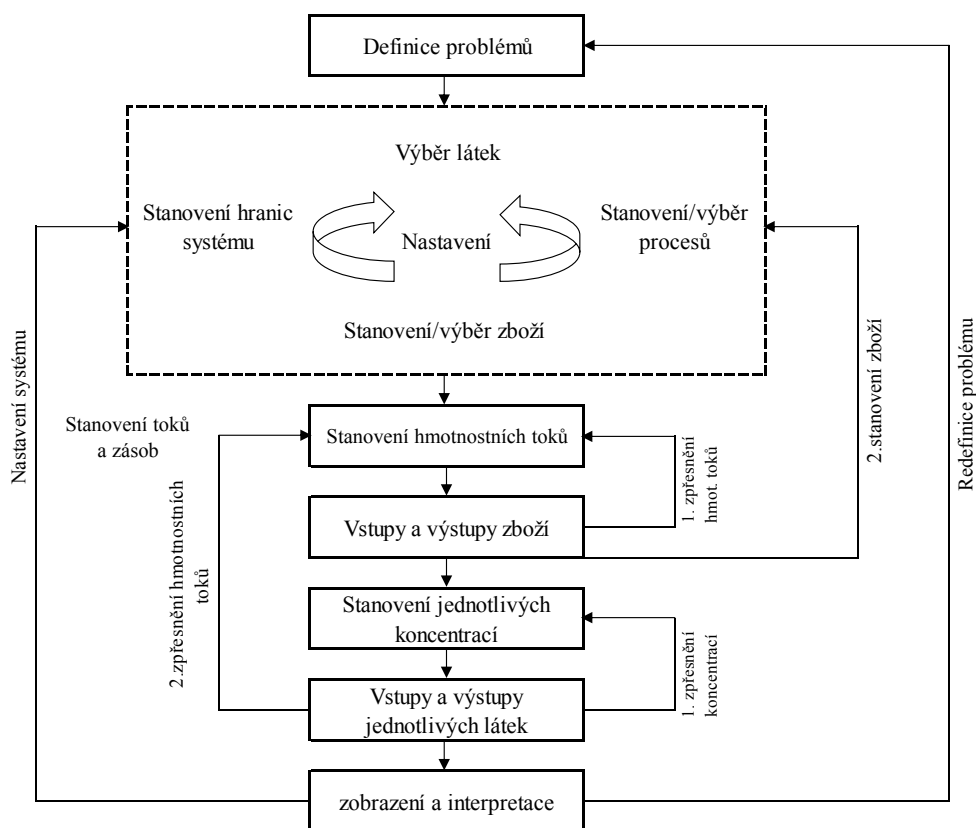 Definice problémů
Výběr látek
Stanovení hranic
systému
Nastavení
Stanovení/výběr
procesů
Stanovení/výběr zboží
Nastavení systému
Stanovení toků
a zásob
Stanovení hmotnostních toků
1. zpřesnění
hmot. toků
2.stanovení zboží
Redefinice problému
Vstupy a výstupy zboží
2.zpřesnění hmotnostních
toků
Stanovení jednotlivých
koncentrací
1. zpřesnění
koncentrací
Vstupy a výstupy
jednotlivých látek
zobrazení a interpretace